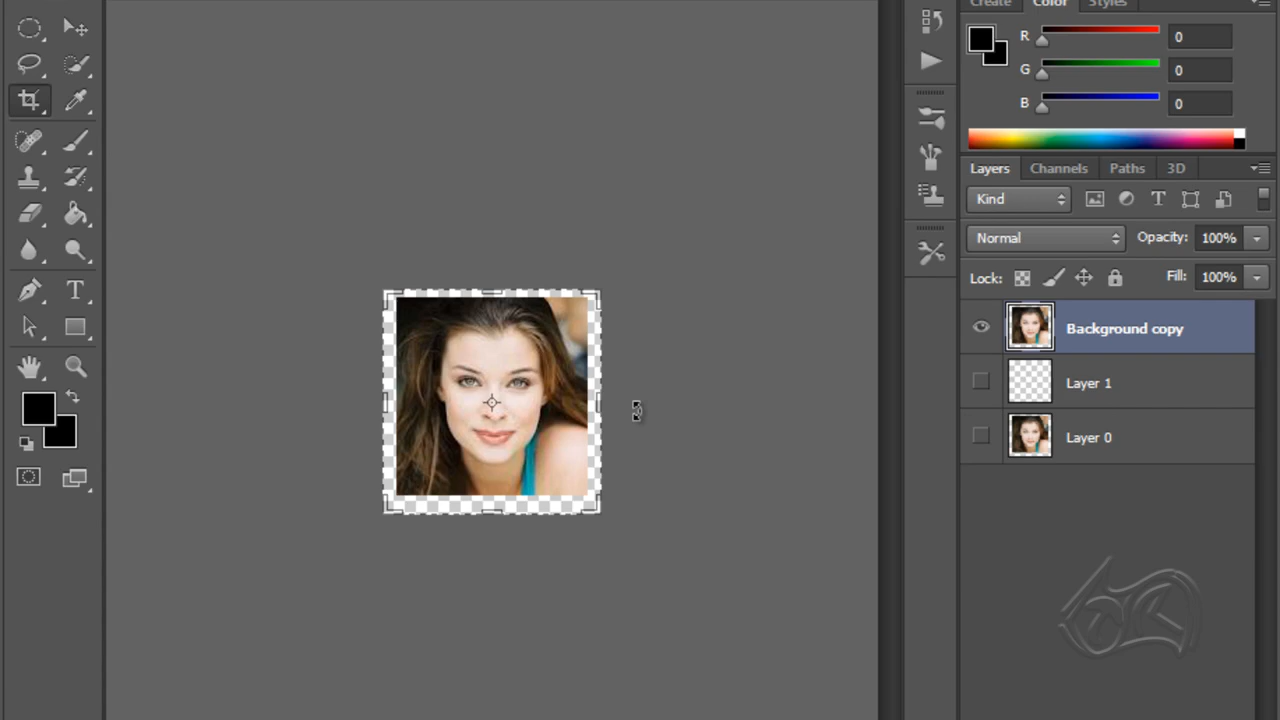 Create Color Styles
R 0
G 0
B 0
Layers Channels Paths 3D
Kind
Normal Opacity: 100%
Lock: Fill: 100%
Background copy
Layer 1
Layer 0